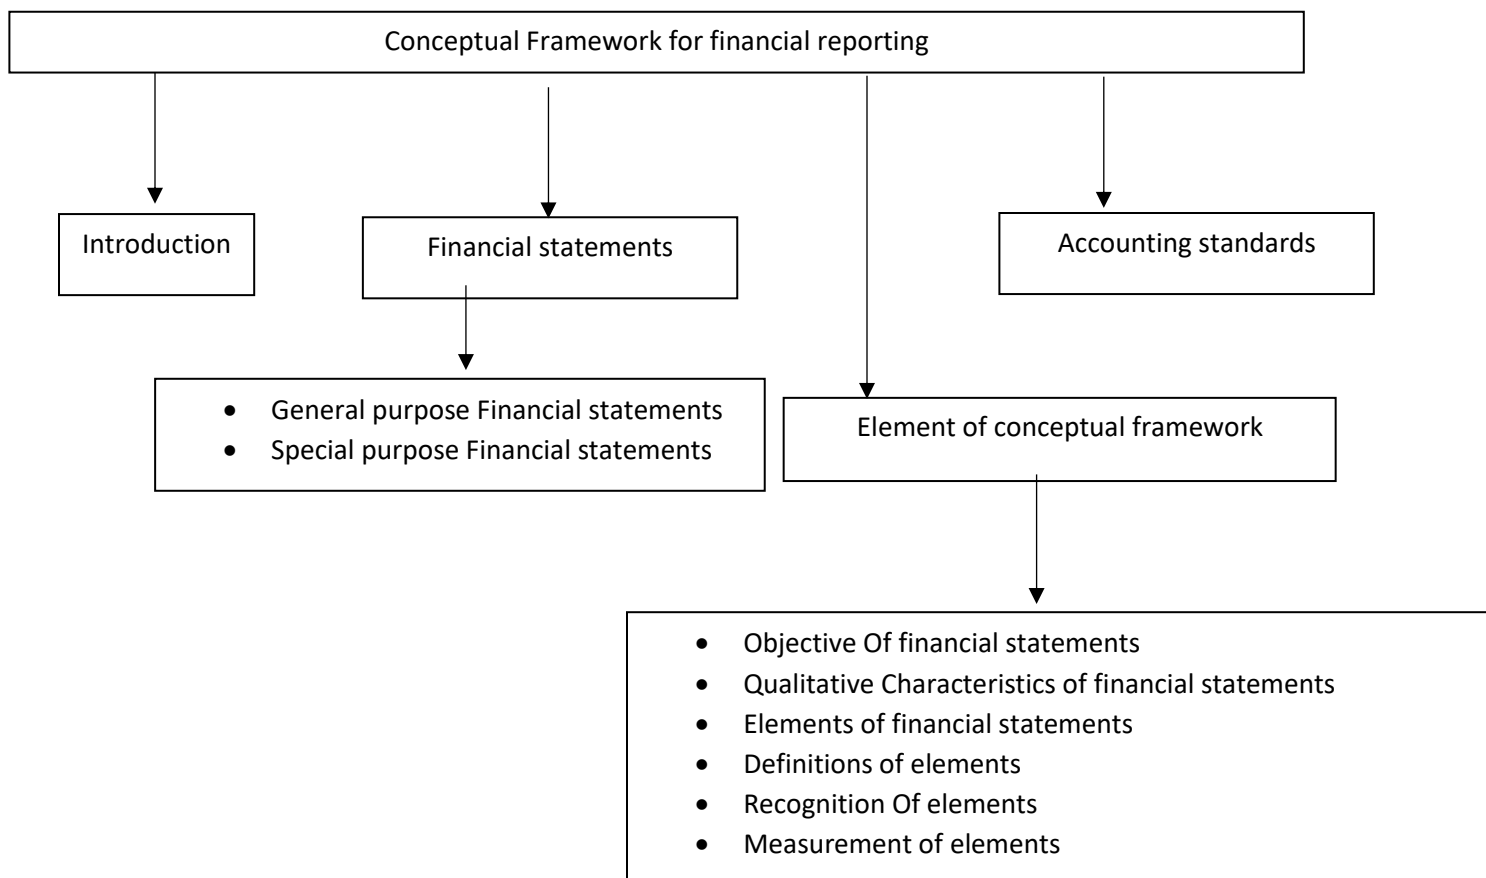 Conceptual Framework for financial reporting
Introduction
Financial statements
Accounting standards
• General purpose Financial statements
• Special purpose Financial statements
Element of conceptual framework
• Objective Of financial statements
• Qualitative Characteristics of financial statements
• Elements of financial statements
• Definitions of elements
• Recognition Of elements
• Measurement of elements